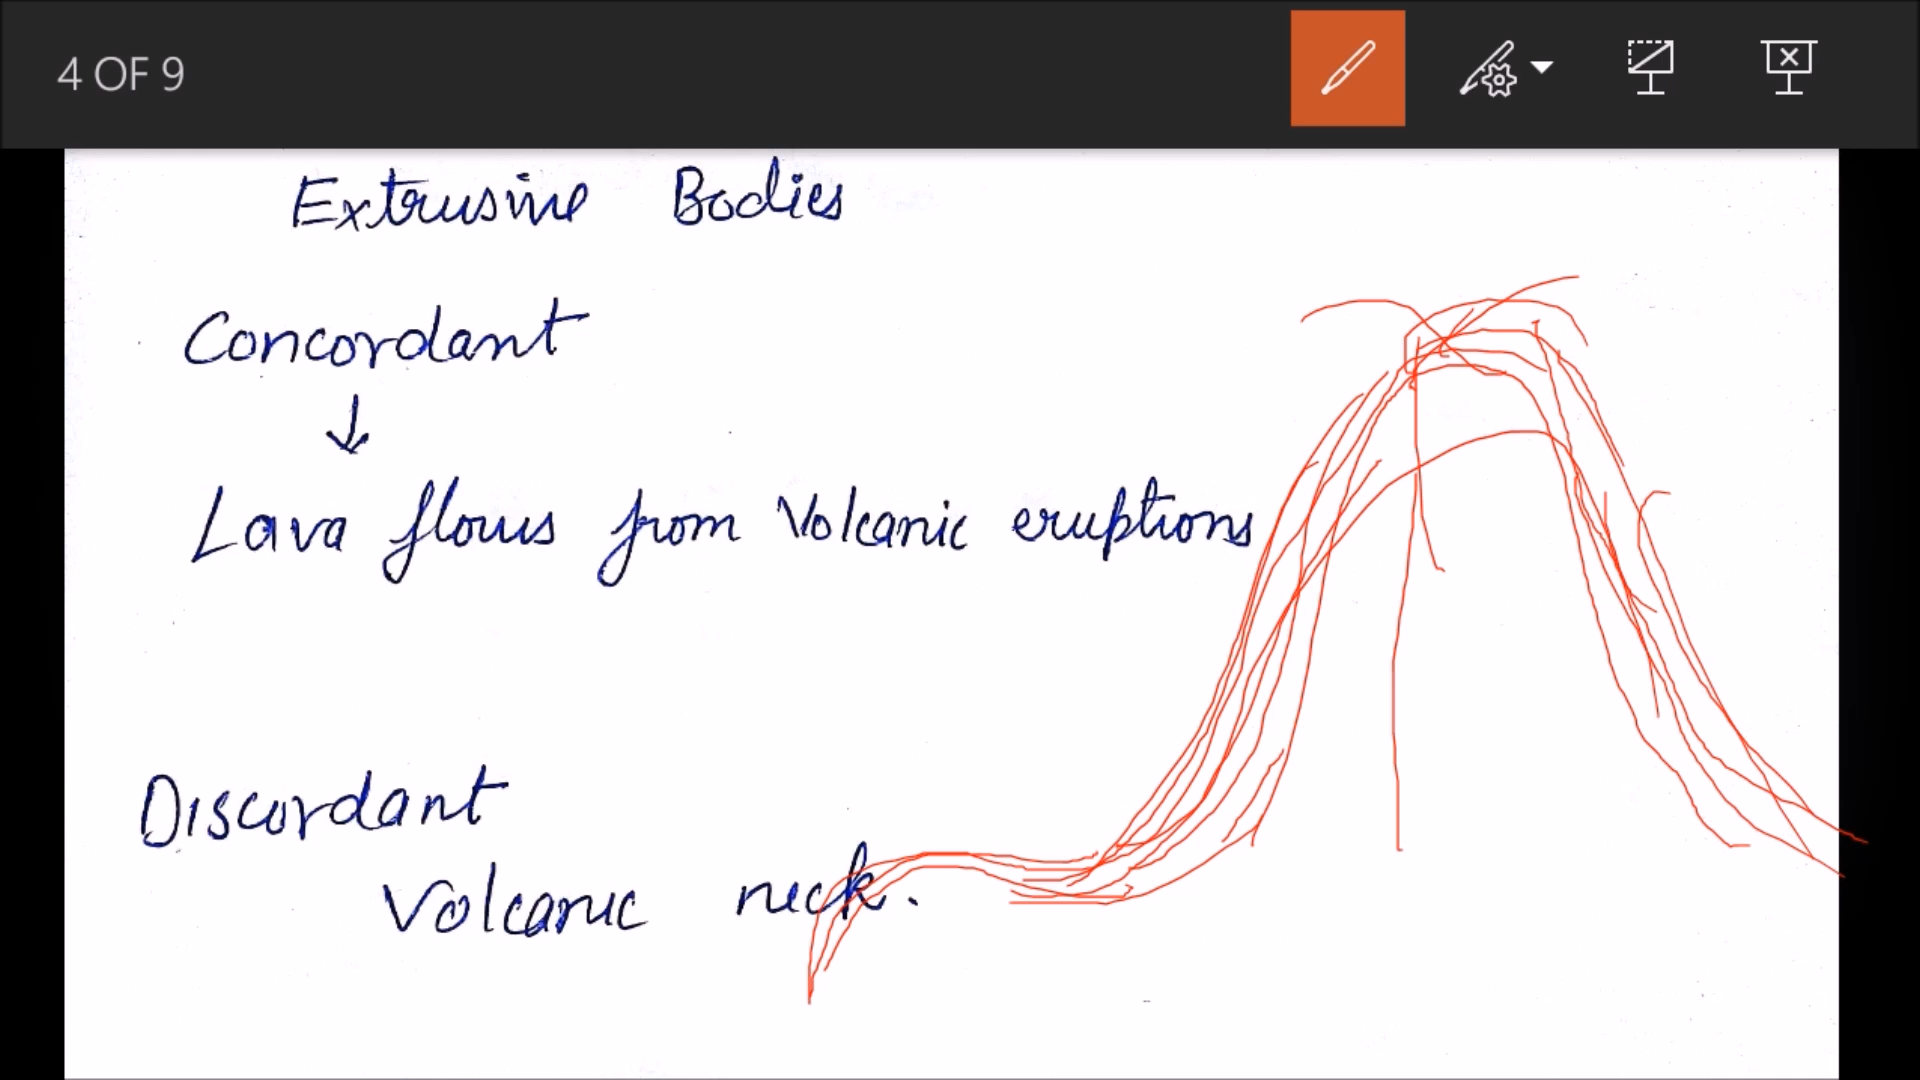 4 OF 9
Extrusive Bodies
Concordant
↓
Lava flows from Volcanic eruptions
Discordant
Volcanic neck.